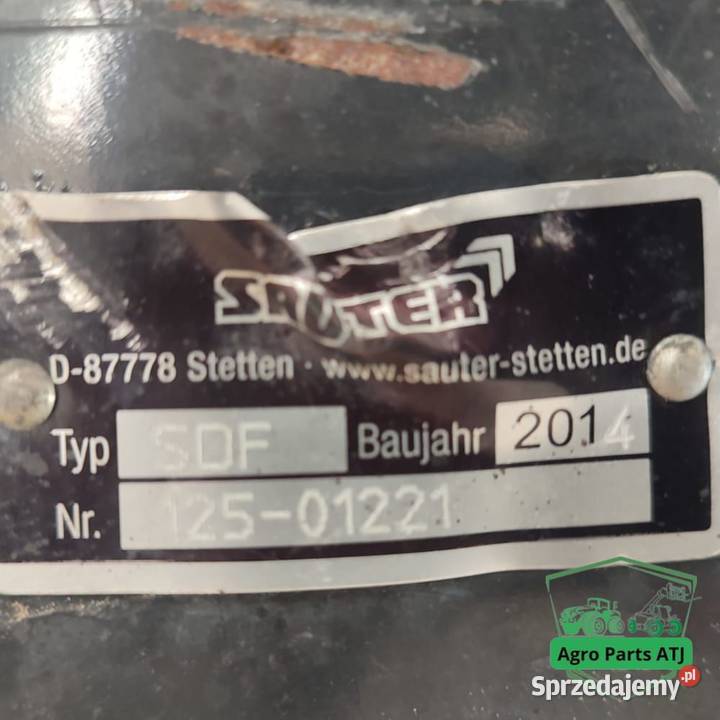 SAUTER
D-87778 Stetten · www.sauter-stetten.de
Typ SDF Baujahr 2014
Nr. 125-01221
Agro Parts ATJ
Sprzedajemy.pl